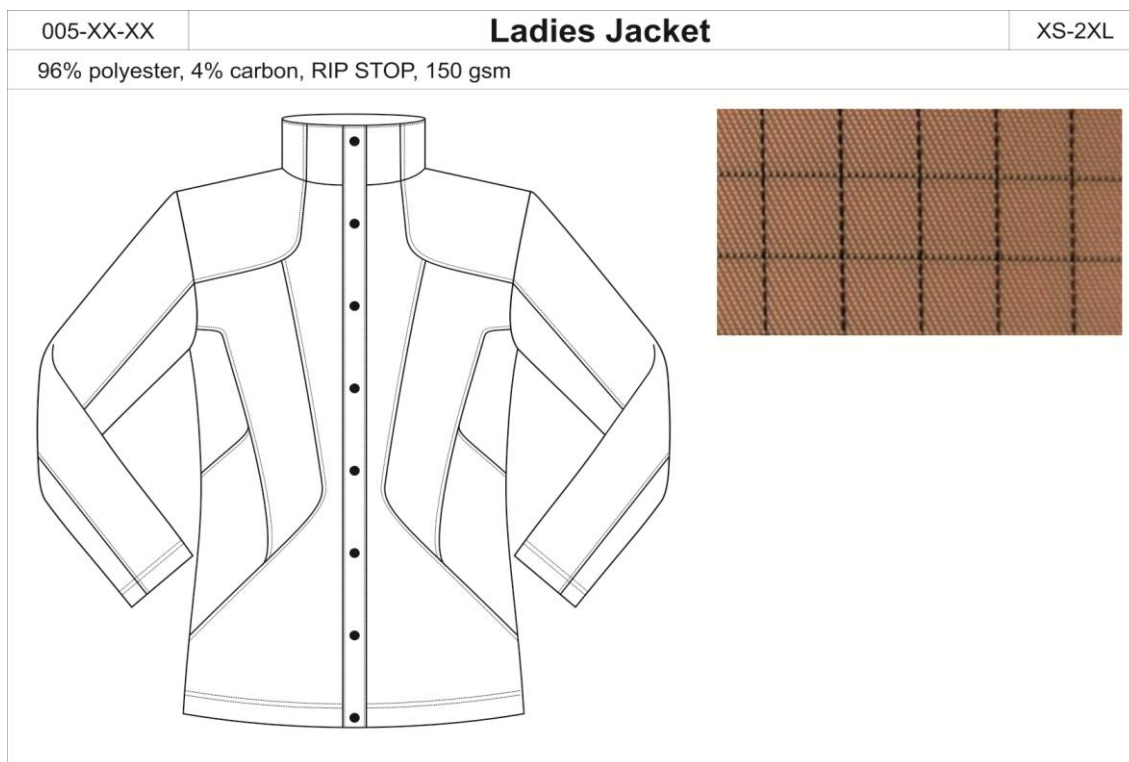 005-XX-XX
Ladies Jacket
XS-2XL
96% polyester, 4% carbon, RIP STOP, 150 gsm